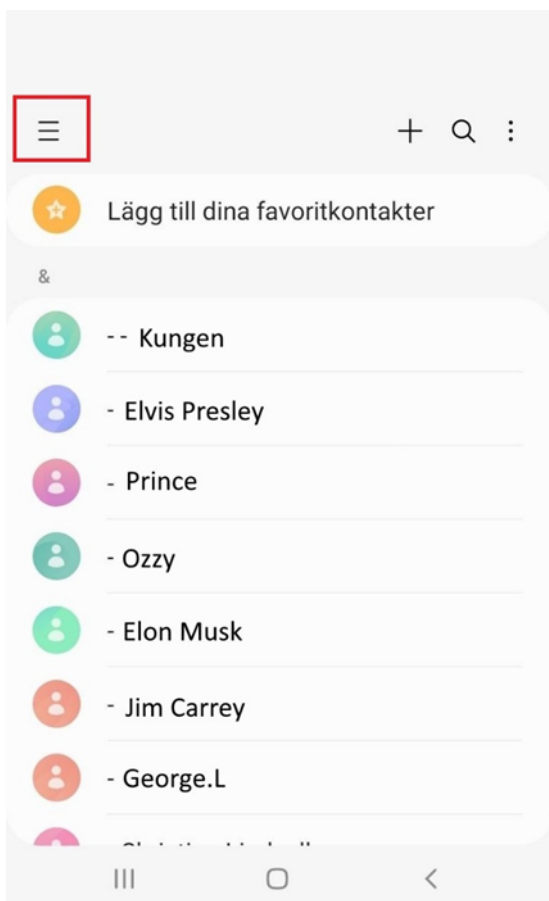 Lägg till dina favoritkontakter
&
-- Kungen
- Elvis Presley
- Prince
- Ozzy
- Elon Musk
- Jim Carrey
- George.L